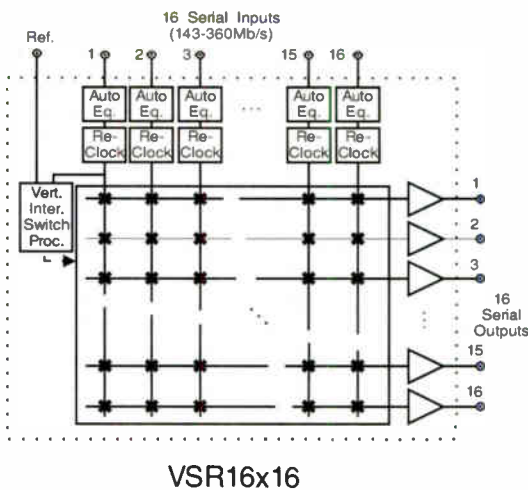 16 Serial Inputs
(143-360Mb/s)
Ref.
1 2 3 15 16
Auto Eq. Auto Eq. Auto Eq. ... Auto Eq. Auto Eq.
Re-Clock Re-Clock Re-Clock Re-Clock Re-Clock
Vert.
Inter.
Switch
Proc.
1
2
3
16
Serial
Outputs
15
16
VSR16x16